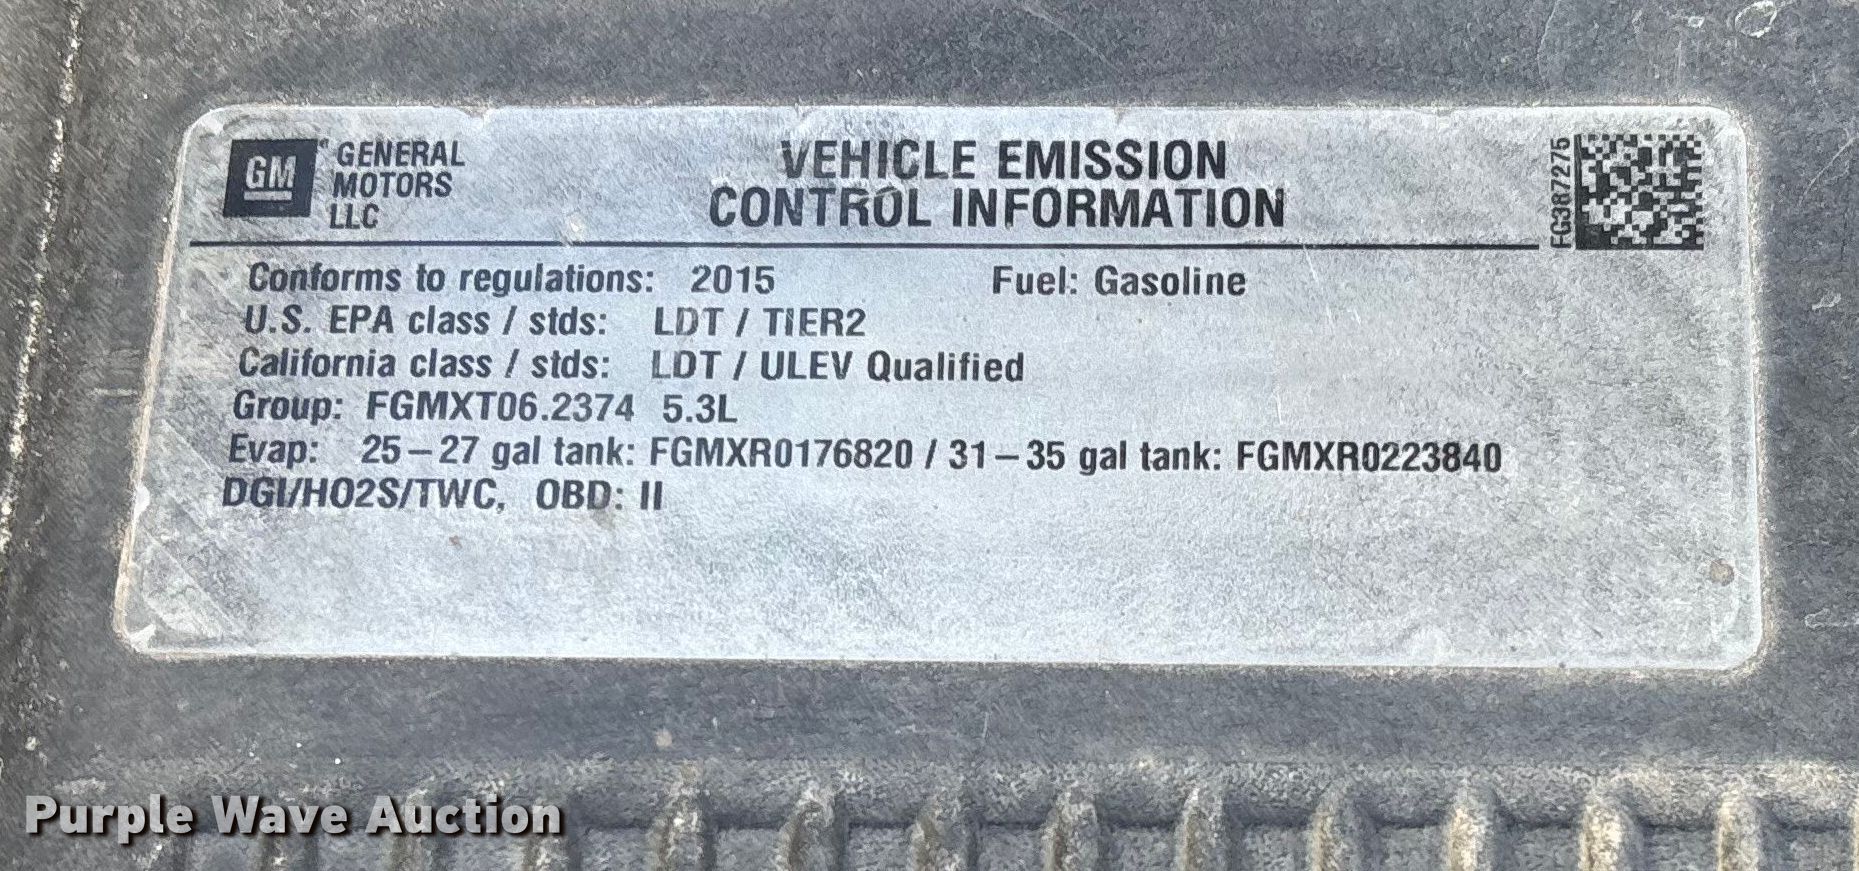 GM
GENERAL
MOTORS
LLC
VEHICLE EMISSION
CONTROL INFORMATION
FG387275
Conforms to regulations: 2015 Fuel: Gasoline
U.S. EPA class / stds: LDT / TIER2
California class / stds: LDT / ULEV Qualified
Group: FGMXT06.2374 5.3L
Evap: 25–27 gal tank: FGMXR0176820 / 31–35 gal tank: FGMXR0223840
DGI/HO2S/TWC, OBD: II
Purple Wave Auction